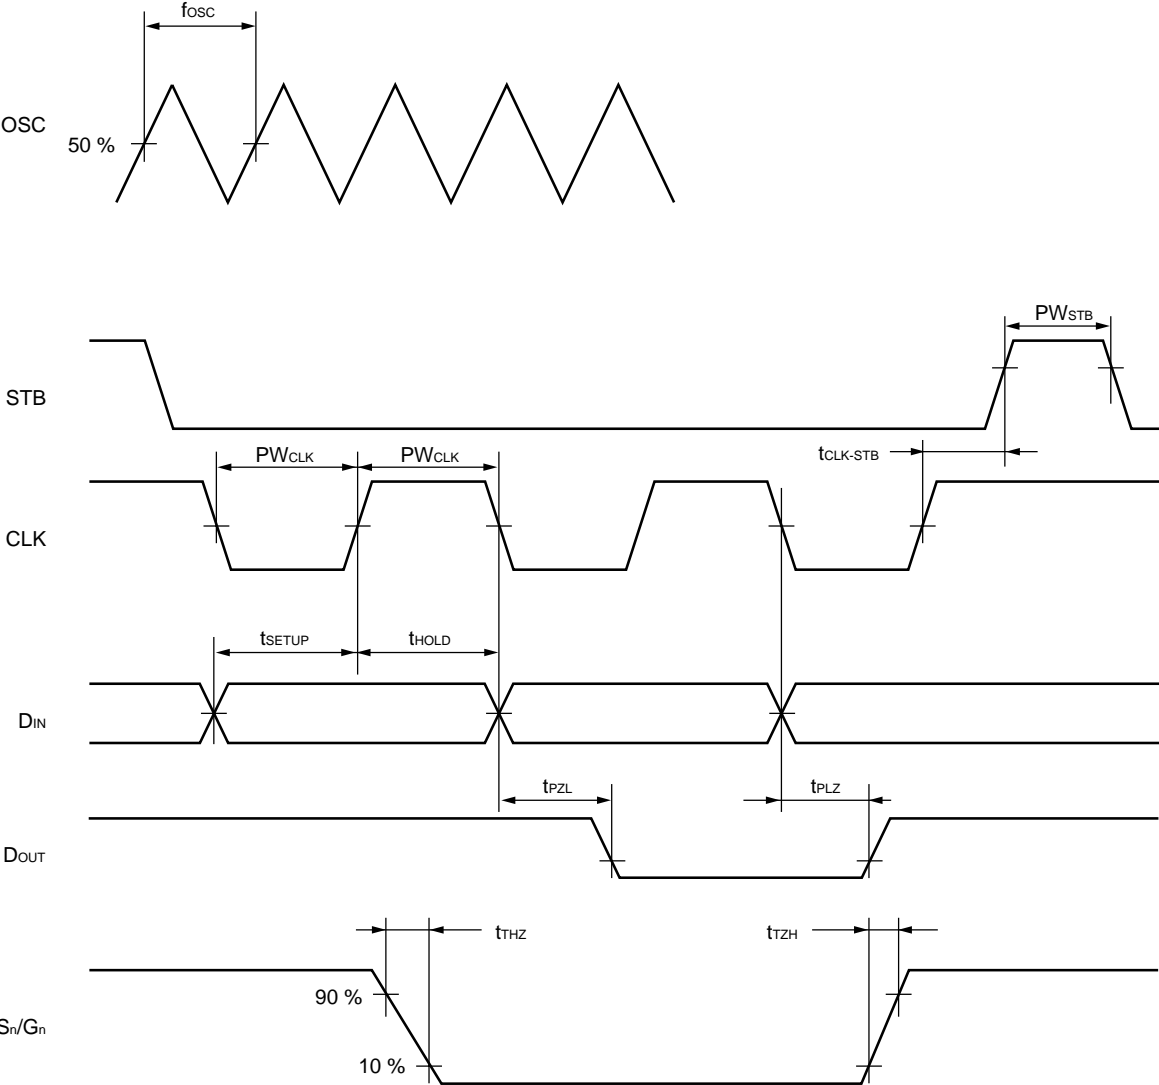 fOSC
OSC
50 %
PWSTB
STB
tCLK-STB
PWCLK PWCLK
CLK
tSETUP tHOLD
DIN
tPZL tPLZ
DOUT
tTHZ tTZH
90 %
Sn/Gn
10 %